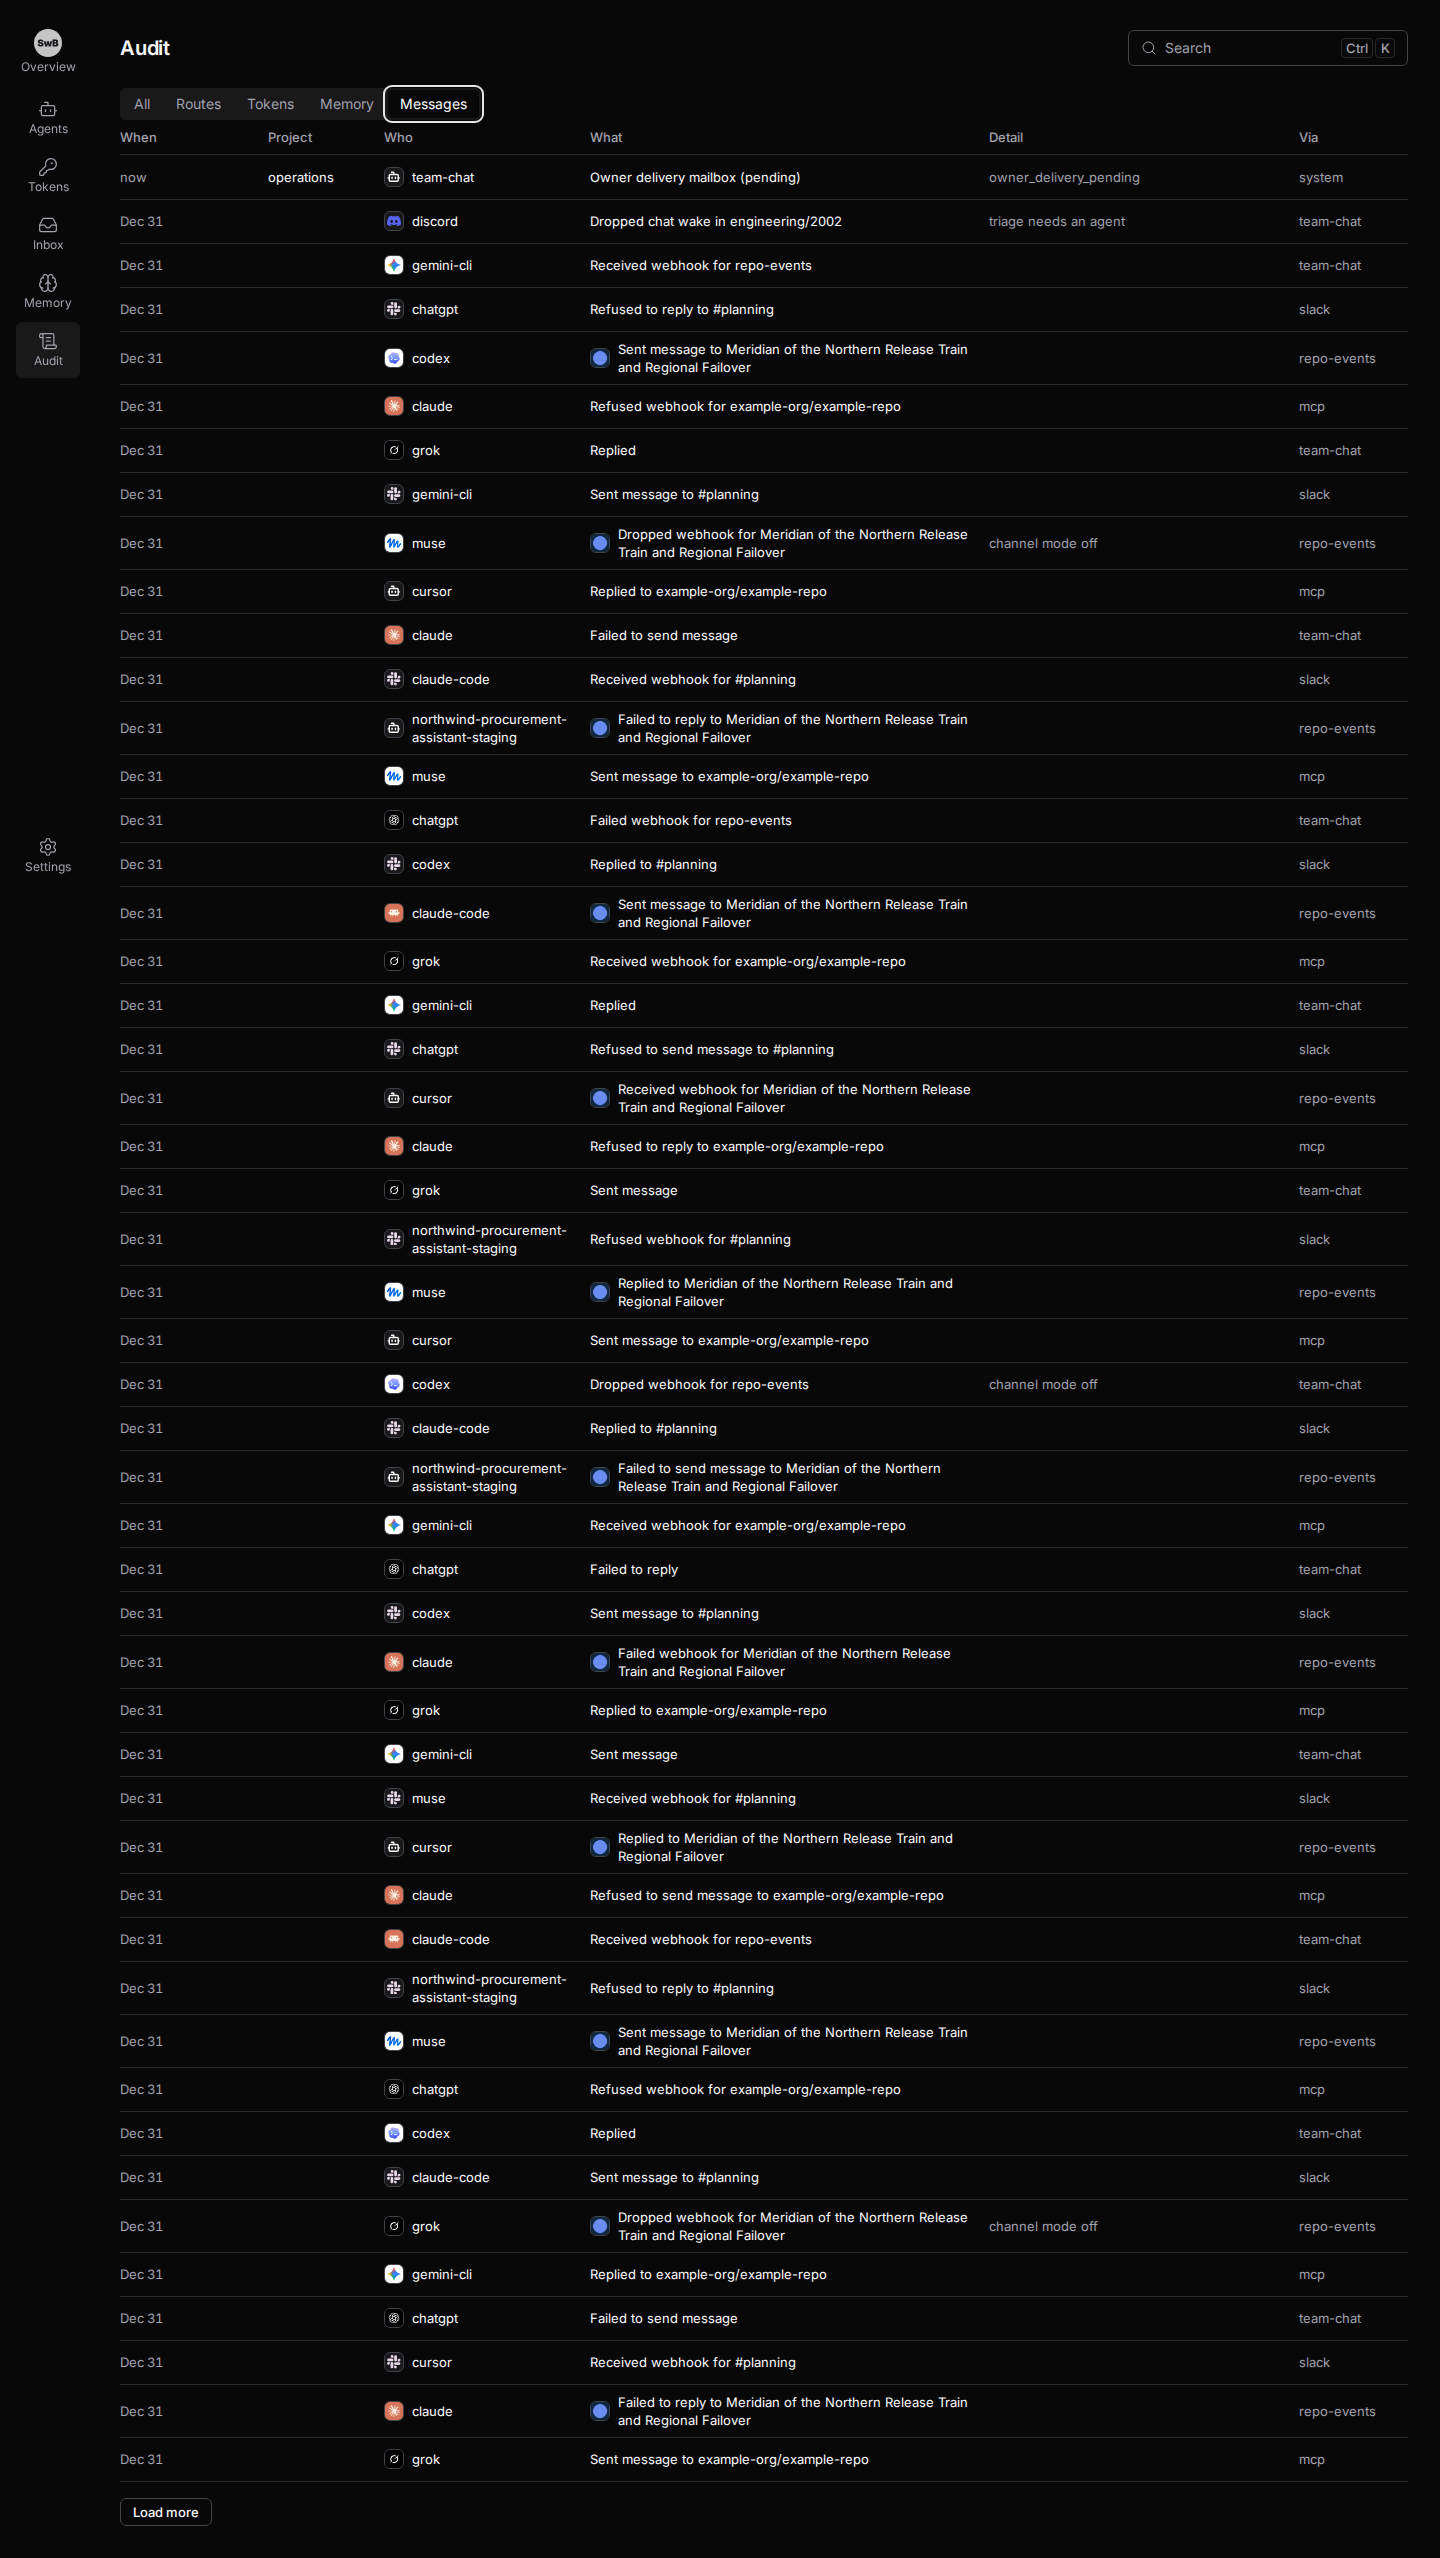 SwB
Overview
Agents
Tokens
Inbox
Memory
Audit
Settings
Audit
Search Ctrl K
All Routes Tokens Memory Messages
When Project Who What Detail Via
now operations team-chat Owner delivery mailbox (pending) owner_delivery_pending system
Dec 31 discord Dropped chat wake in engineering/2002 triage needs an agent team-chat
Dec 31 gemini-cli Received webhook for repo-events team-chat
Dec 31 chatgpt Refused to reply to #planning slack
Dec 31 codex Sent message to Meridian of the Northern Release Train
and Regional Failover repo-events
Dec 31 claude Refused webhook for example-org/example-repo mcp
Dec 31 grok Replied team-chat
Dec 31 gemini-cli Sent message to #planning slack
Dec 31 muse Dropped webhook for Meridian of the Northern Release
Train and Regional Failover channel mode off repo-events
Dec 31 cursor Replied to example-org/example-repo mcp
Dec 31 claude Failed to send message team-chat
Dec 31 claude-code Received webhook for #planning slack
Dec 31 northwind-procurement-
assistant-staging Failed to reply to Meridian of the Northern Release Train
and Regional Failover repo-events
Dec 31 muse Sent message to example-org/example-repo mcp
Dec 31 chatgpt Failed webhook for repo-events team-chat
Dec 31 codex Replied to #planning slack
Dec 31 claude-code Sent message to Meridian of the Northern Release Train
and Regional Failover repo-events
Dec 31 grok Received webhook for example-org/example-repo mcp
Dec 31 gemini-cli Replied team-chat
Dec 31 chatgpt Refused to send message to #planning slack
Dec 31 cursor Received webhook for Meridian of the Northern Release
Train and Regional Failover repo-events
Dec 31 claude Refused to reply to example-org/example-repo mcp
Dec 31 grok Sent message team-chat
Dec 31 northwind-procurement-
assistant-staging Refused webhook for #planning slack
Dec 31 muse Replied to Meridian of the Northern Release Train and
Regional Failover repo-events
Dec 31 cursor Sent message to example-org/example-repo mcp
Dec 31 codex Dropped webhook for repo-events channel mode off team-chat
Dec 31 claude-code Replied to #planning slack
Dec 31 northwind-procurement-
assistant-staging Failed to send message to Meridian of the Northern
Release Train and Regional Failover repo-events
Dec 31 gemini-cli Received webhook for example-org/example-repo mcp
Dec 31 chatgpt Failed to reply team-chat
Dec 31 codex Sent message to #planning slack
Dec 31 claude Failed webhook for Meridian of the Northern Release
Train and Regional Failover repo-events
Dec 31 grok Replied to example-org/example-repo mcp
Dec 31 gemini-cli Sent message team-chat
Dec 31 muse Received webhook for #planning slack
Dec 31 cursor Replied to Meridian of the Northern Release Train and
Regional Failover repo-events
Dec 31 claude Refused to send message to example-org/example-repo mcp
Dec 31 claude-code Received webhook for repo-events team-chat
Dec 31 northwind-procurement-
assistant-staging Refused to reply to #planning slack
Dec 31 muse Sent message to Meridian of the Northern Release Train
and Regional Failover repo-events
Dec 31 chatgpt Refused webhook for example-org/example-repo mcp
Dec 31 codex Replied team-chat
Dec 31 claude-code Sent message to #planning slack
Dec 31 grok Dropped webhook for Meridian of the Northern Release
Train and Regional Failover channel mode off repo-events
Dec 31 gemini-cli Replied to example-org/example-repo mcp
Dec 31 chatgpt Failed to send message team-chat
Dec 31 cursor Received webhook for #planning slack
Dec 31 claude Failed to reply to Meridian of the Northern Release Train
and Regional Failover repo-events
Dec 31 grok Sent message to example-org/example-repo mcp
Load more